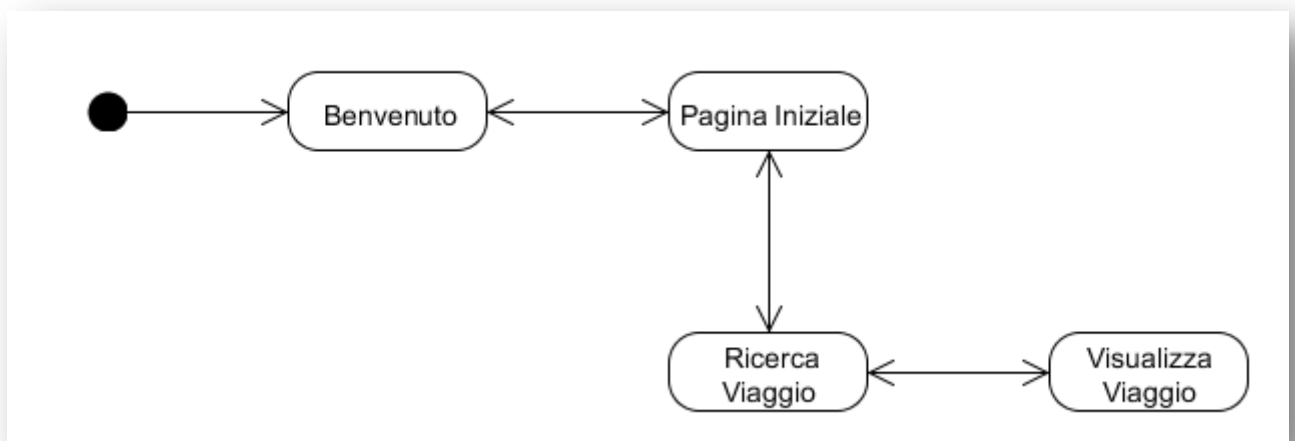 Benvenuto
Pagina Iniziale
Ricerca
Viaggio
Visualizza
Viaggio